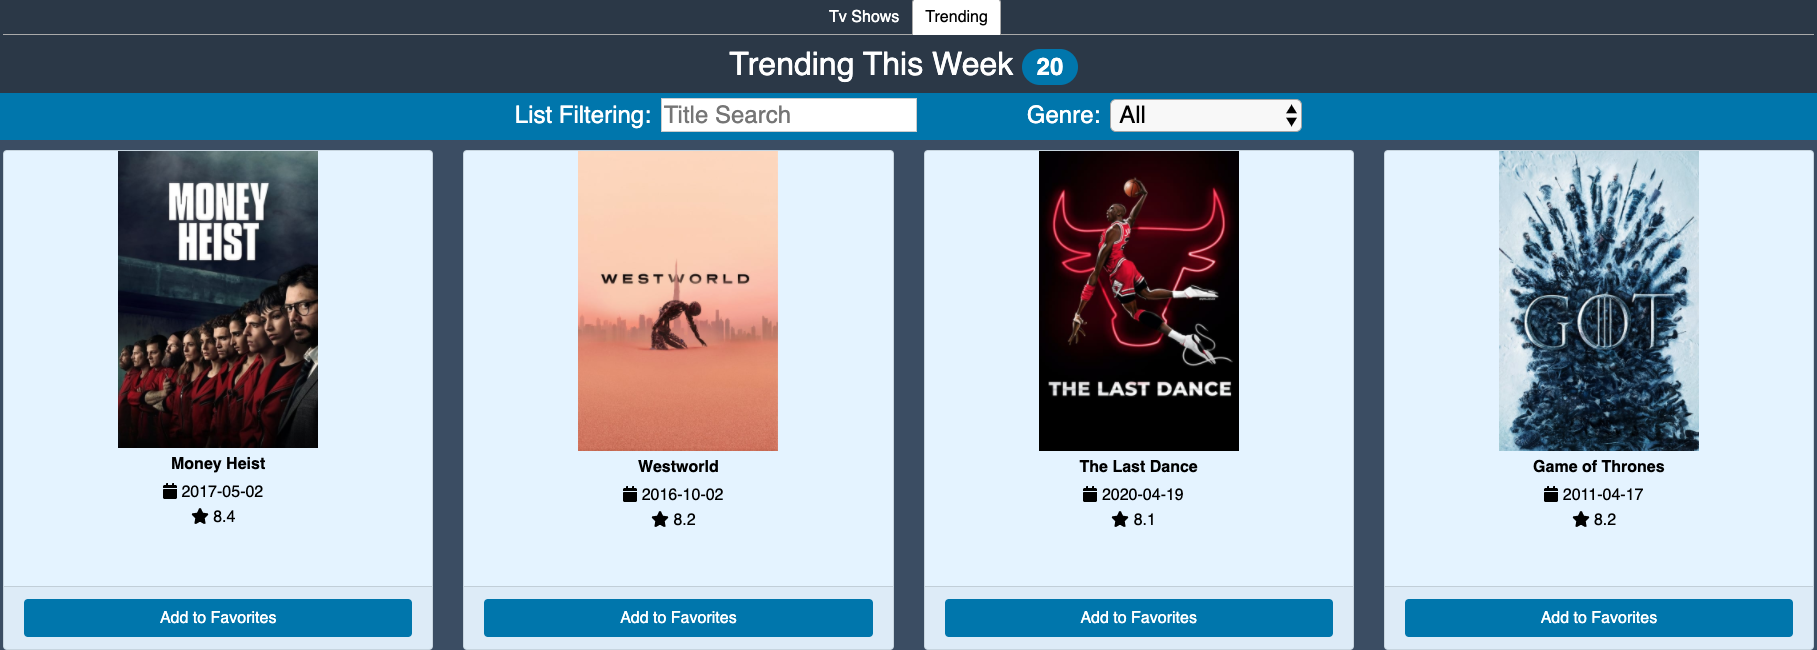 Tv Shows Trending
Trending This Week 20
List Filtering: Title Search Genre: All
MONEY
HEIST
Money Heist
2017-05-02
8.4
Add to Favorites
WESTWORLD
Westworld
2016-10-02
8.2
Add to Favorites
THE LAST DANCE
The Last Dance
2020-04-19
8.1
Add to Favorites
GOT
Game of Thrones
2011-04-17
8.2
Add to Favorites